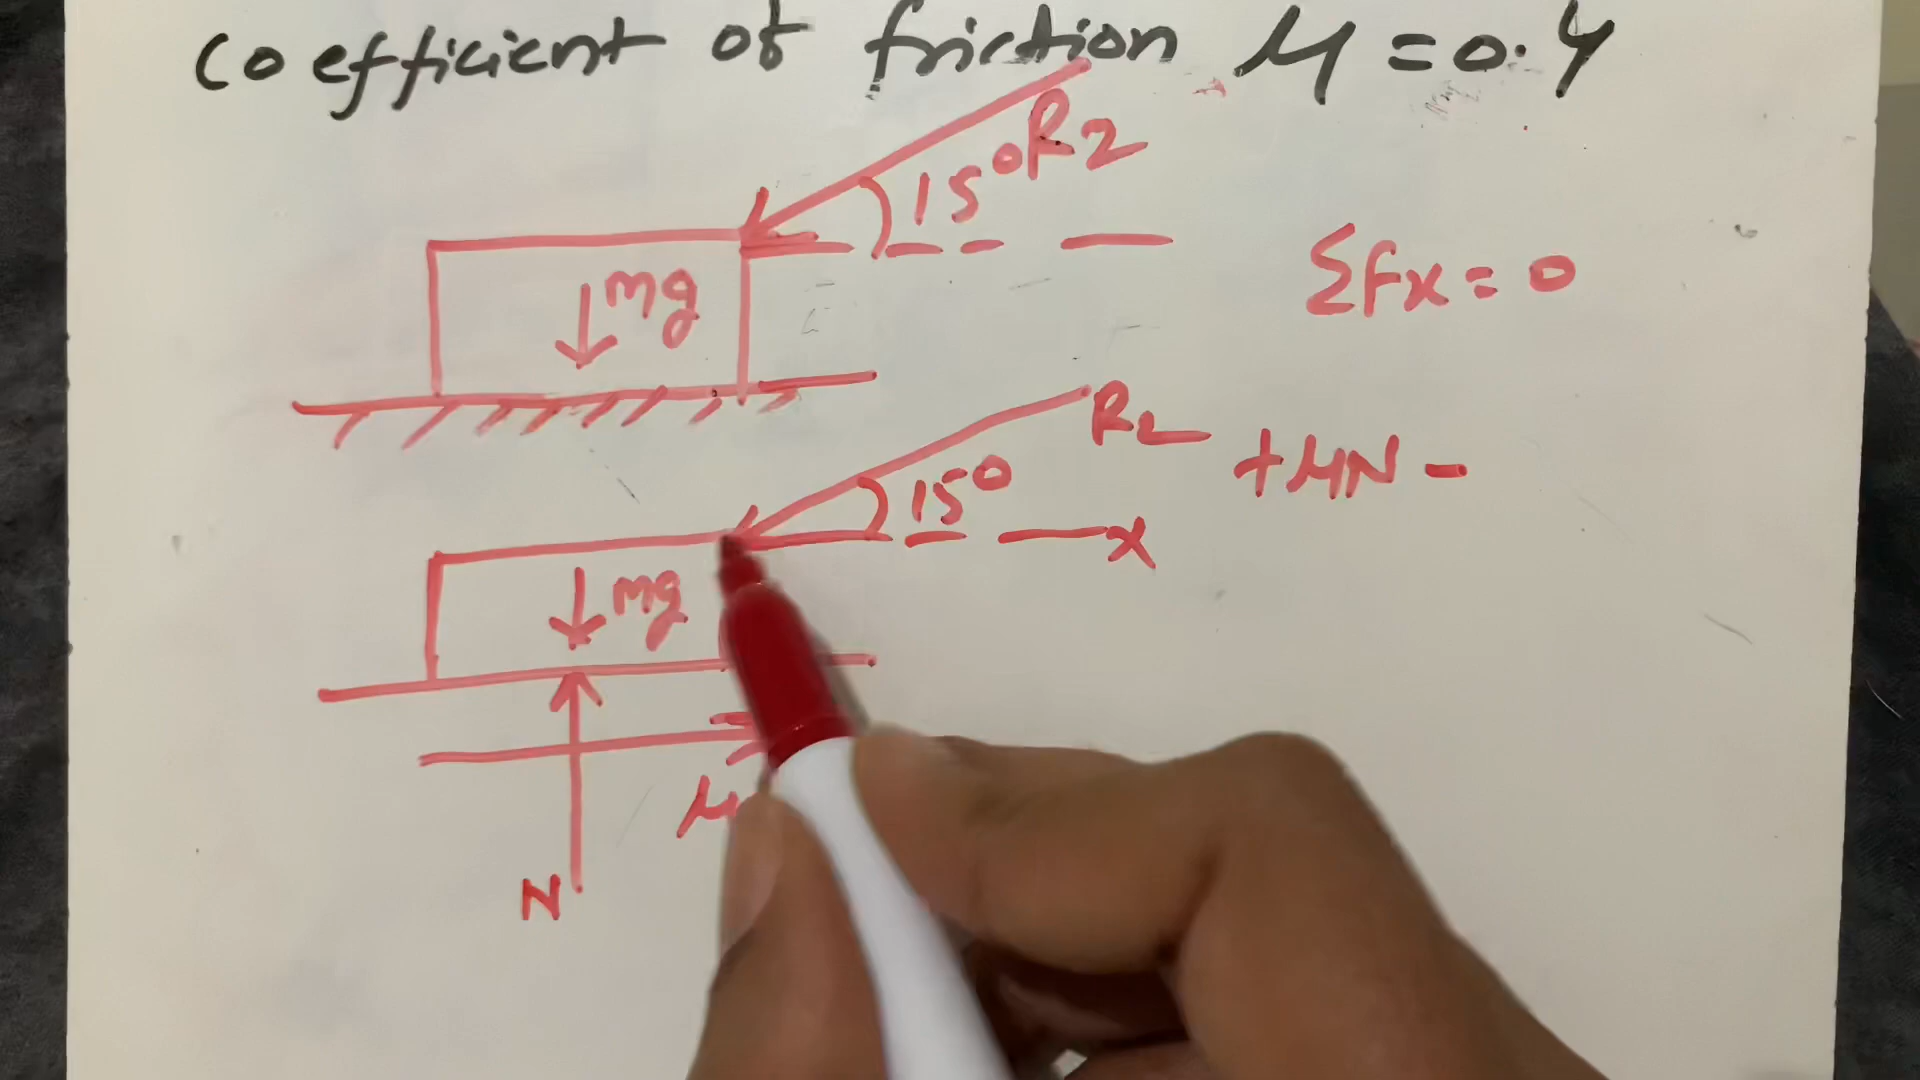 Coefficient of friction μ = 0.4
R2
15°
mg
Σfx = 0
R2
15°
+μN -
x
mg
μ
N